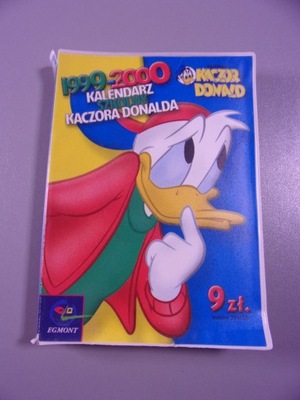 1999-2000
KALENDARZ
SZKOLNY
KACZORA DONALDA
KACZOR
DONALD
9 zł.
EGMONT